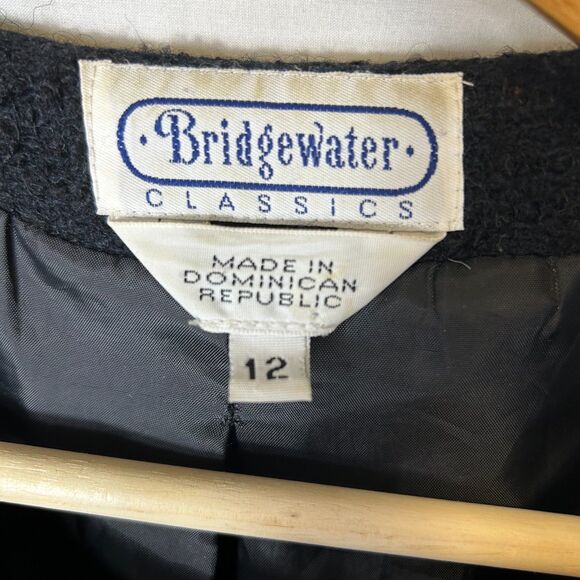 · Bridgewater ·
CLASSICS
MADE IN
DOMINICAN
REPUBLIC
12